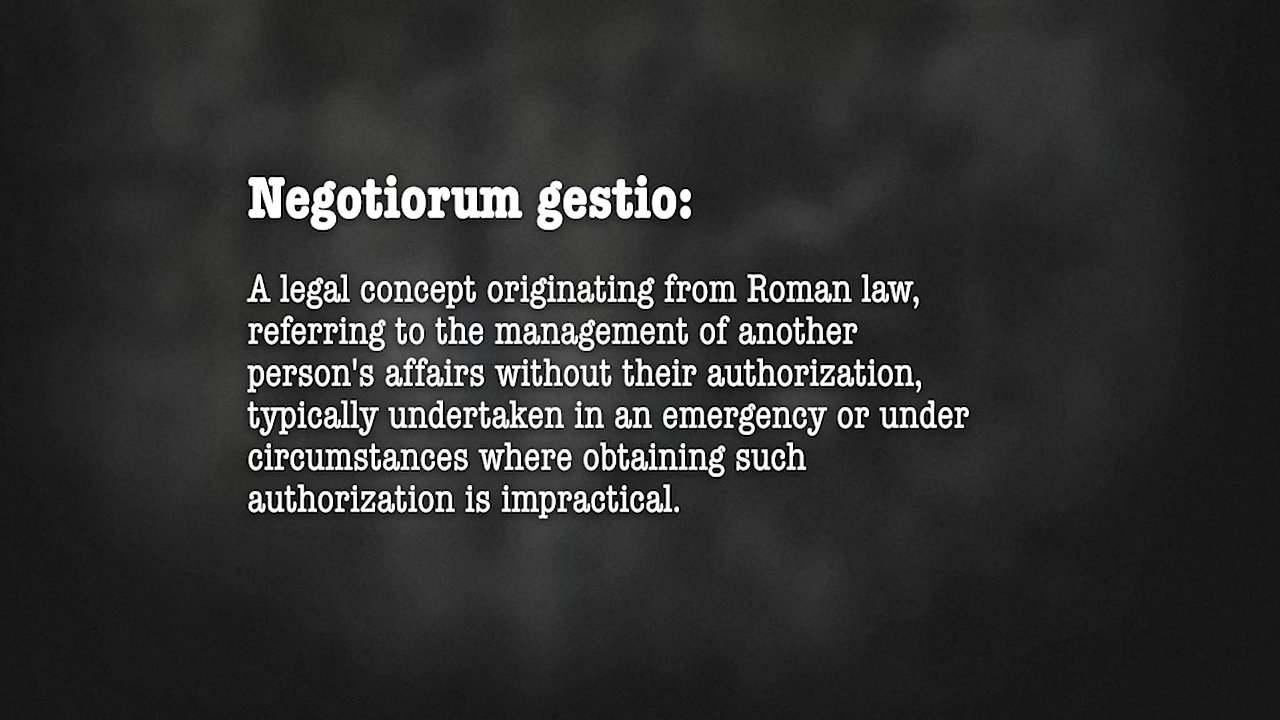 Negotiorum gestio:
A legal concept originating from Roman law,
referring to the management of another
person's affairs without their authorization,
typically undertaken in an emergency or under
circumstances where obtaining such
authorization is impractical.